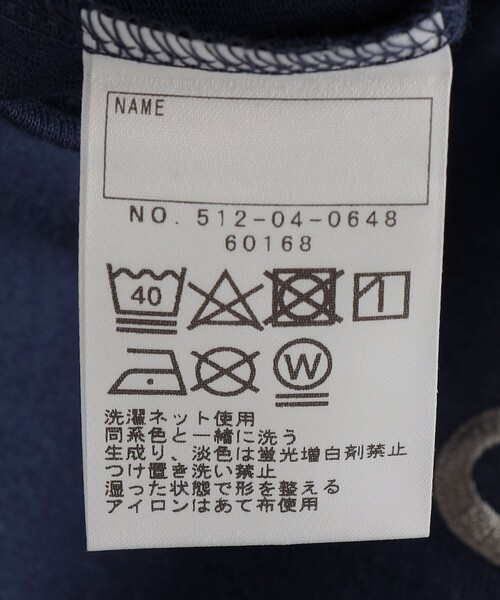 NAME
NO. 512-04-0648
60168
40
W
洗濯ネット使用
同系色と一緒に洗う
生成り、淡色は蛍光増白剤禁止
つけ置き洗い禁止
湿った状態で形を整える
アイロンはあて布使用